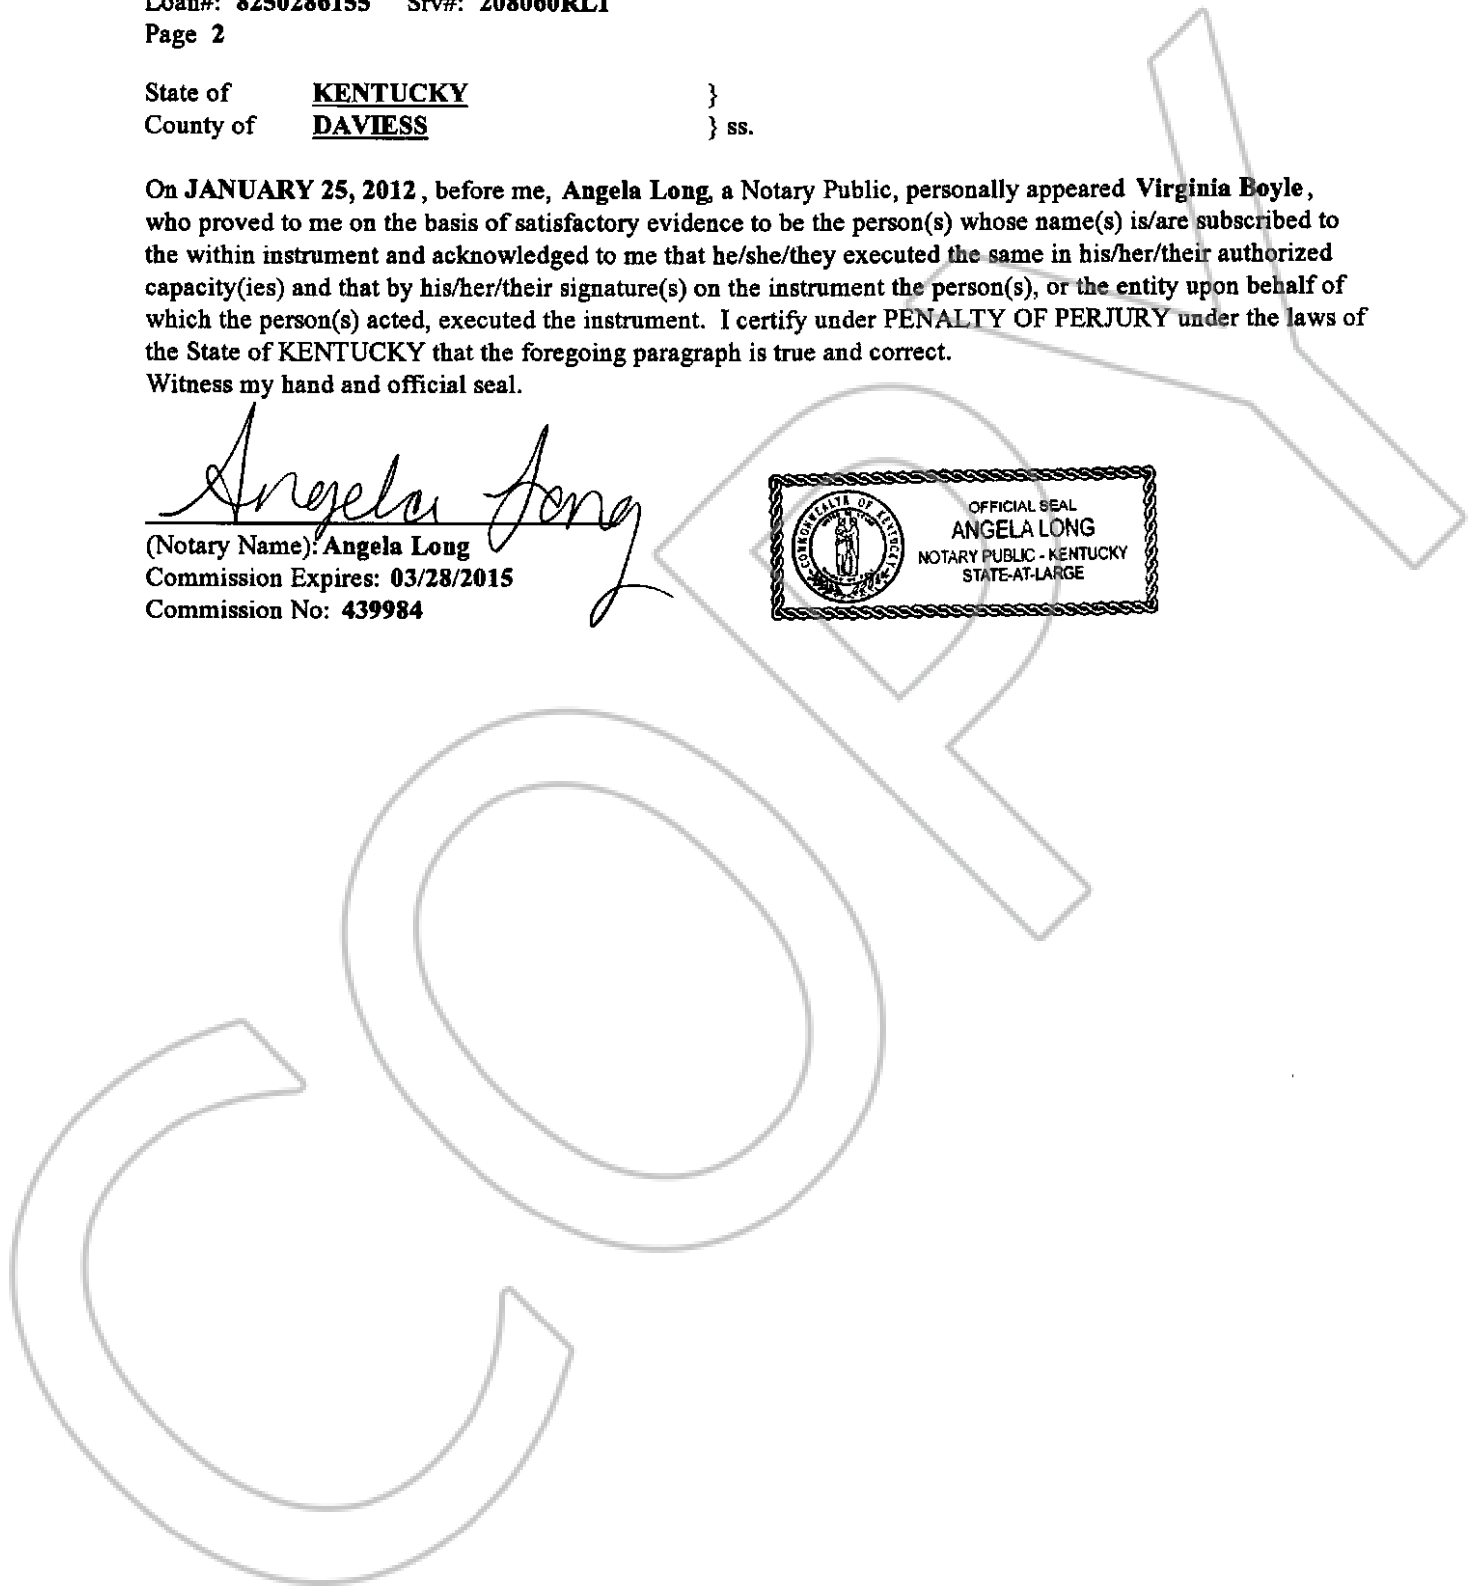 Loan#: 8250286155 Srv#: 208060RL1
Page 2
State of KENTUCKY }
County of DAVIESS } ss.
On JANUARY 25, 2012, before me, Angela Long, a Notary Public, personally appeared Virginia Boyle,
who proved to me on the basis of satisfactory evidence to be the person(s) whose name(s) is/are subscribed to
the within instrument and acknowledged to me that he/she/they executed the same in his/her/their authorized
capacity(ies) and that by his/her/their signature(s) on the instrument the person(s), or the entity upon behalf of
which the person(s) acted, executed the instrument. I certify under PENALTY OF PERJURY under the laws of
the State of KENTUCKY that the foregoing paragraph is true and correct.
Witness my hand and official seal.
Angela Long
(Notary Name): Angela Long
Commission Expires: 03/28/2015
Commission No: 439984
COMMONWEALTH OF KENTUCKY
OFFICIAL SEAL
ANGELA LONG
NOTARY PUBLIC - KENTUCKY
STATE-AT-LARGE
COPY